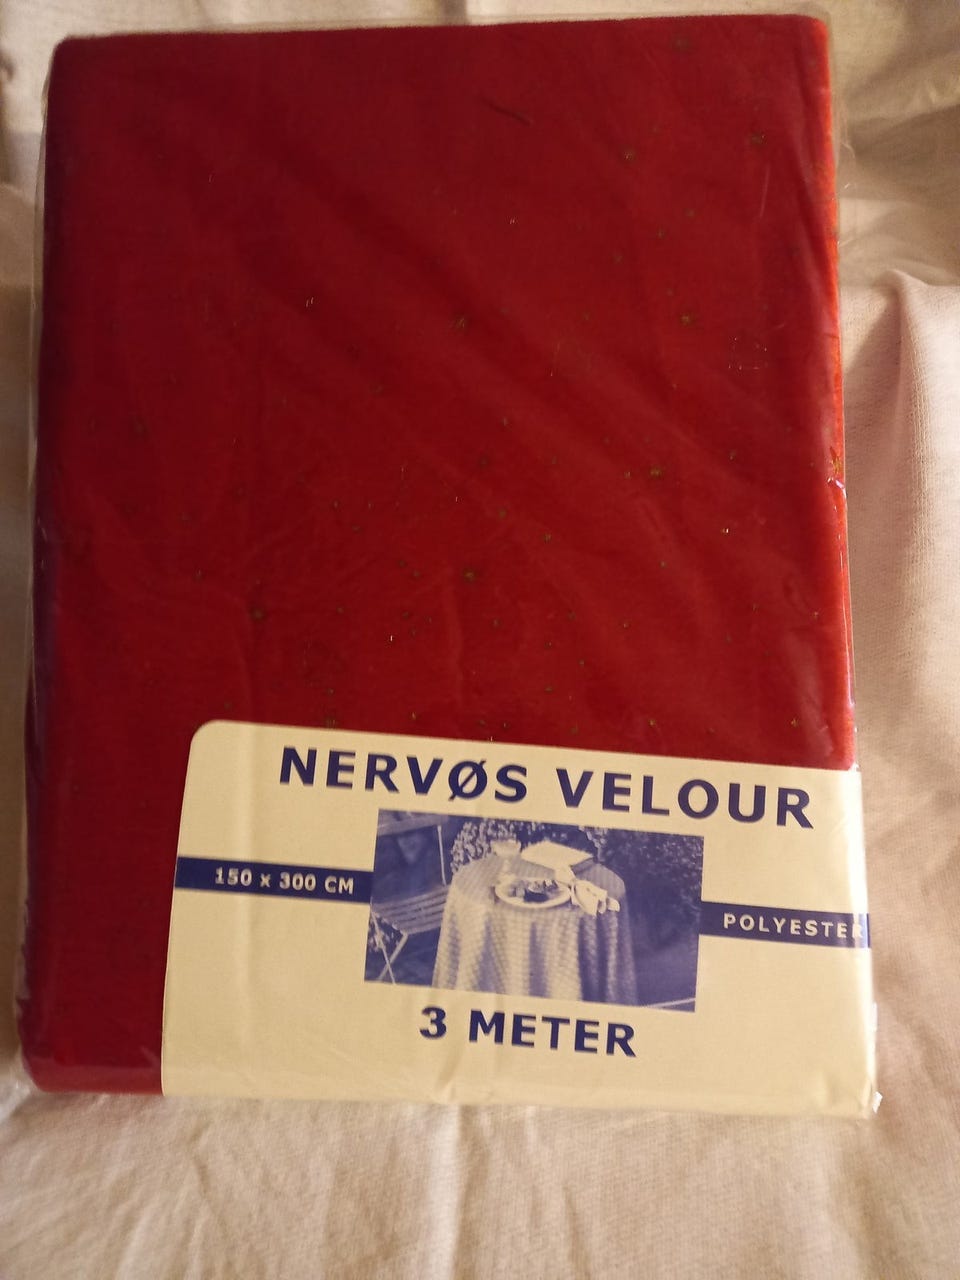 NERVØS VELOUR
150 x 300 CM
POLYESTER
3 METER